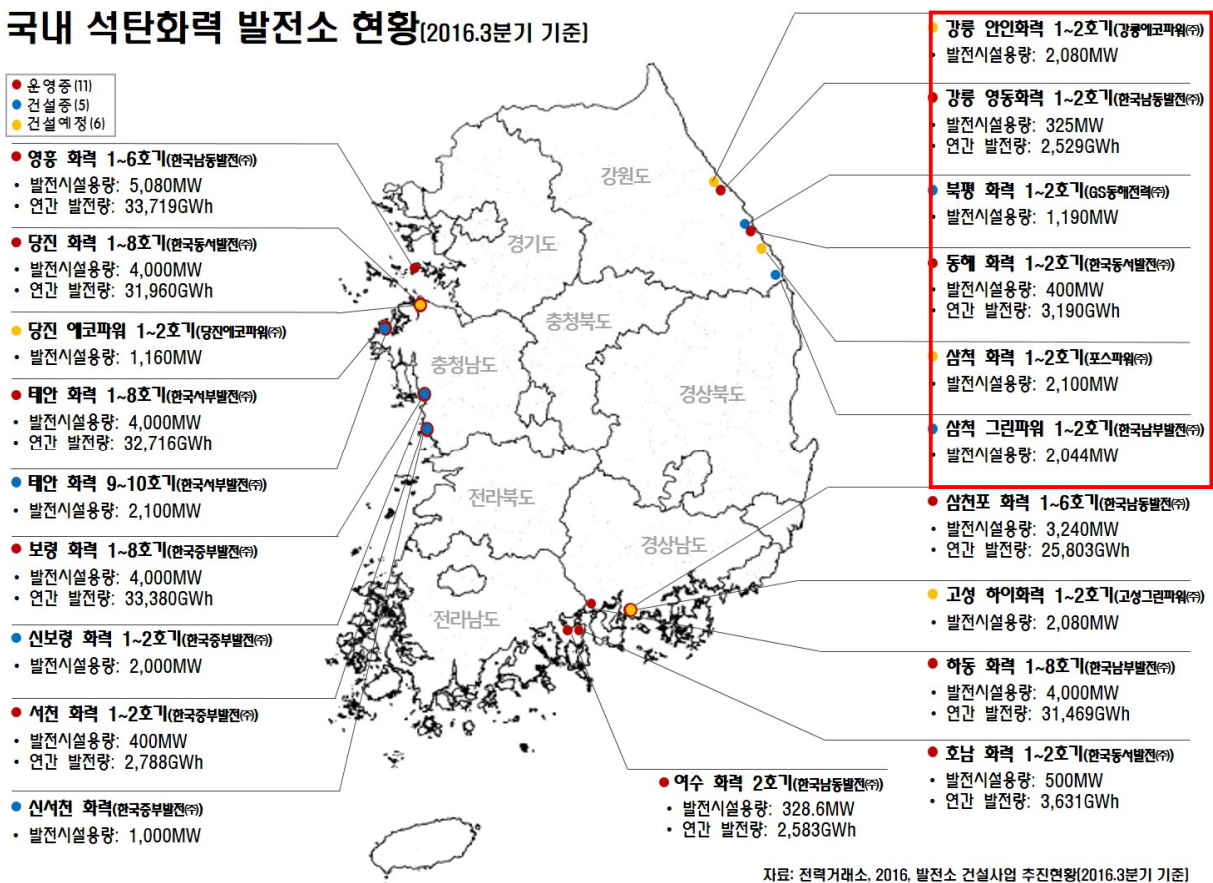 국내 석탄화력 발전소 현황(2016.3분기 기준)
운영중(11)
건설중(5)
건설예정(6)
영흥 화력 1~6호기(한국남동발전㈜)
• 발전시설용량: 5,080MW
• 연간 발전량: 33,719GWh
당진 화력 1~8호기(한국동서발전㈜)
• 발전시설용량: 4,000MW
• 연간 발전량: 31,960GWh
당진 에코파워 1~2호기(당진에코파워㈜)
• 발전시설용량: 1,160MW
태안 화력 1~8호기(한국서부발전㈜)
• 발전시설용량: 4,000MW
• 연간 발전량: 32,716GWh
태안 화력 9~10호기(한국서부발전㈜)
• 발전시설용량: 2,100MW
보령 화력 1~8호기(한국중부발전㈜)
• 발전시설용량: 4,000MW
• 연간 발전량: 33,380GWh
신보령 화력 1~2호기(한국중부발전㈜)
• 발전시설용량: 2,000MW
서천 화력 1~2호기(한국중부발전㈜)
• 발전시설용량: 400MW
• 연간 발전량: 2,788GWh
신서천 화력(한국중부발전㈜)
• 발전시설용량: 1,000MW
강원도
경기도
충청북도
충청남도
경상북도
전라북도
경상남도
전라남도
강릉 안인화력 1~2호기(강릉에코파워㈜)
• 발전시설용량: 2,080MW
강릉 영동화력 1~2호기(한국남동발전㈜)
• 발전시설용량: 325MW
• 연간 발전량: 2,529GWh
북평 화력 1~2호기(GS동해전력㈜)
• 발전시설용량: 1,190MW
동해 화력 1~2호기(한국동서발전㈜)
• 발전시설용량: 400MW
• 연간 발전량: 3,190GWh
삼척 화력 1~2호기(포스파워㈜)
• 발전시설용량: 2,100MW
삼척 그린파워 1~2호기(한국남부발전㈜)
• 발전시설용량: 2,044MW
삼천포 화력 1~6호기(한국남동발전㈜)
• 발전시설용량: 3,240MW
• 연간 발전량: 25,803GWh
고성 하이화력 1~2호기(고성그린파워㈜)
• 발전시설용량: 2,080MW
하동 화력 1~8호기(한국남부발전㈜)
• 발전시설용량: 4,000MW
• 연간 발전량: 31,469GWh
호남 화력 1~2호기(한국동서발전㈜)
• 발전시설용량: 500MW
• 연간 발전량: 3,631GWh
여수 화력 2호기(한국남동발전㈜)
• 발전시설용량: 328.6MW
• 연간 발전량: 2,583GWh
자료: 전력거래소, 2016, 발전소 건설사업 추진현황(2016.3분기 기준)